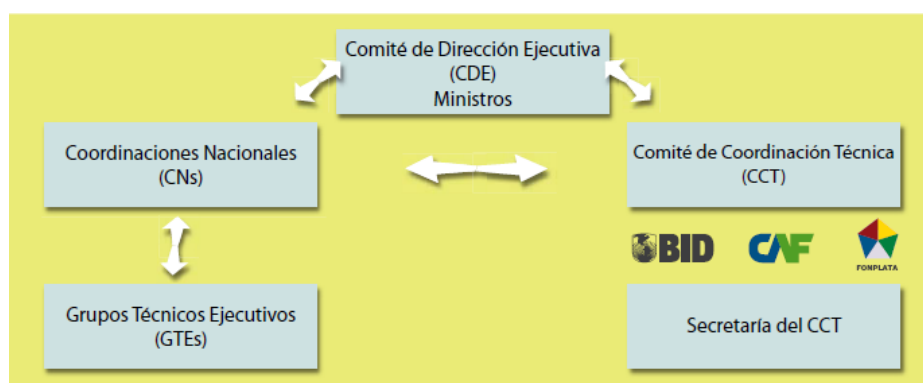 Comité de Dirección Ejecutiva
(CDE)
Ministros
Coordinaciones Nacionales
(CNs)
Comité de Coordinación Técnica
(CCT)
BID
CAF
FONPLATA
Grupos Técnicos Ejecutivos
(GTEs)
Secretaría del CCT